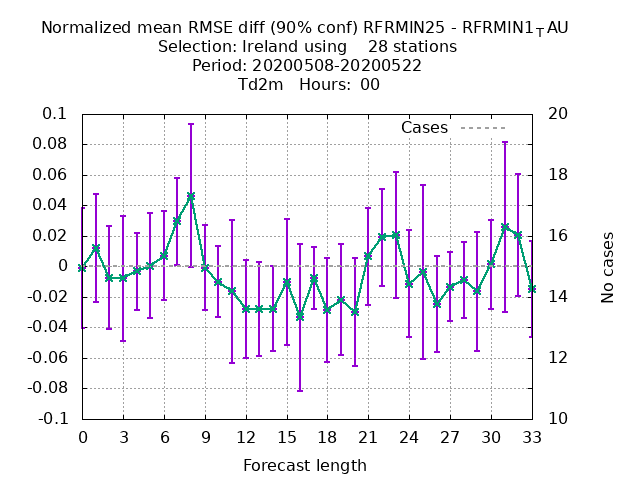 Normalized mean RMSE diff (90% conf) RFRMIN25 - RFRMIN1_TAU
Selection: Ireland using    28 stations
Period: 20200508-20200522
Td2m   Hours:  00
Cases
0.1
0.08
0.06
0.04
0.02
0
-0.02
-0.04
-0.06
-0.08
-0.1
20
18
16
14
12
10
No cases
0 3 6 9 12 15 18 21 24 27 30 33
Forecast length